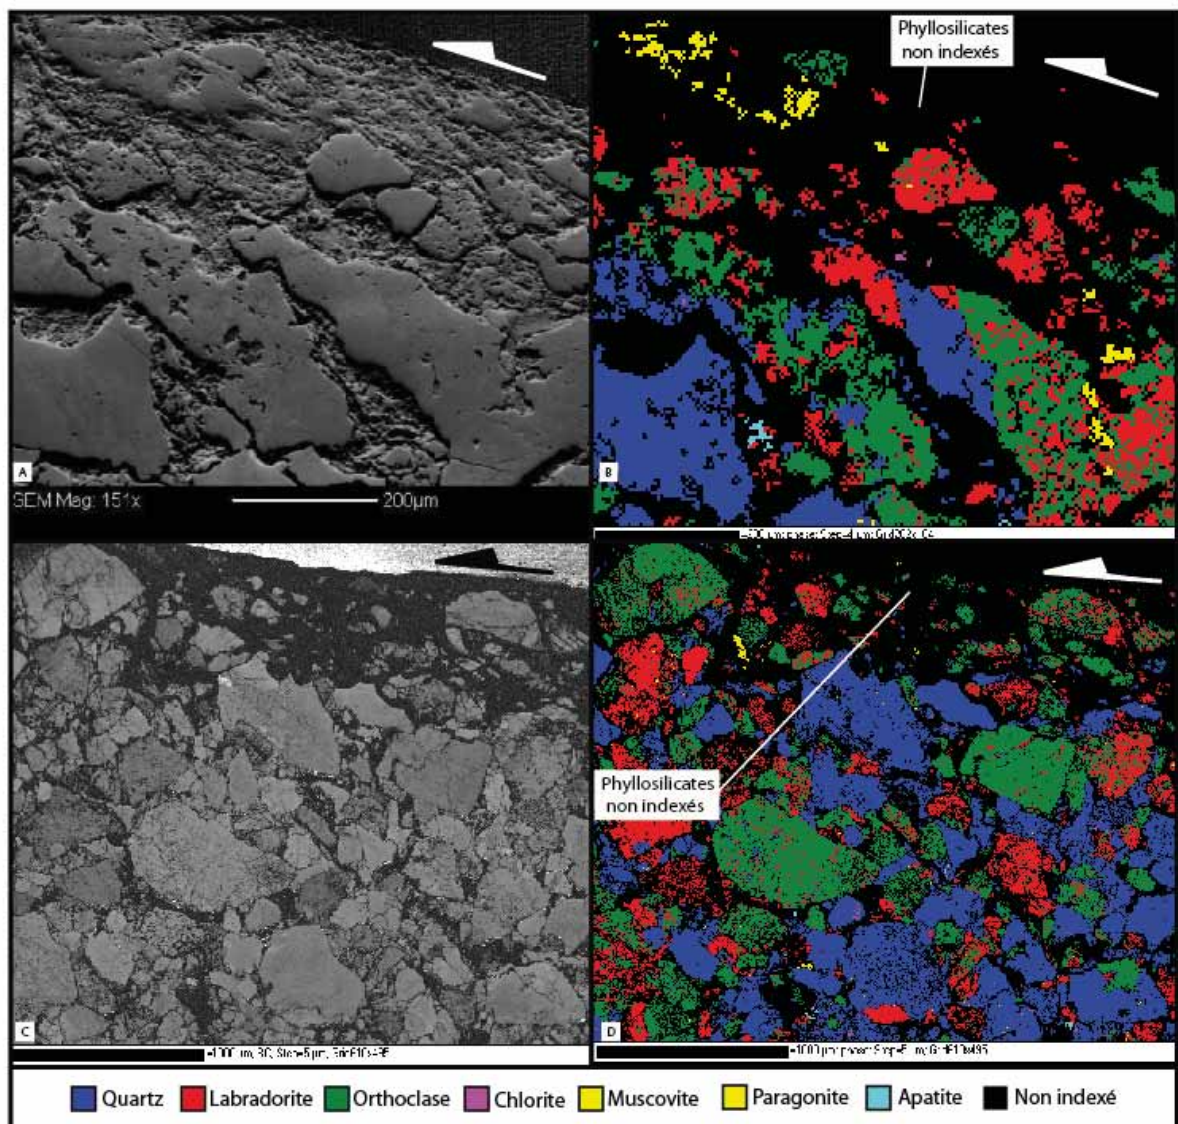 Phyllosilicates
non indexés
A
B
SEM Mag: 151x
200µm
Phyllosilicates
non indexés
C
D
Quartz Labradorite Orthoclase Chlorite Muscovite Paragonite Apatite Non indexé